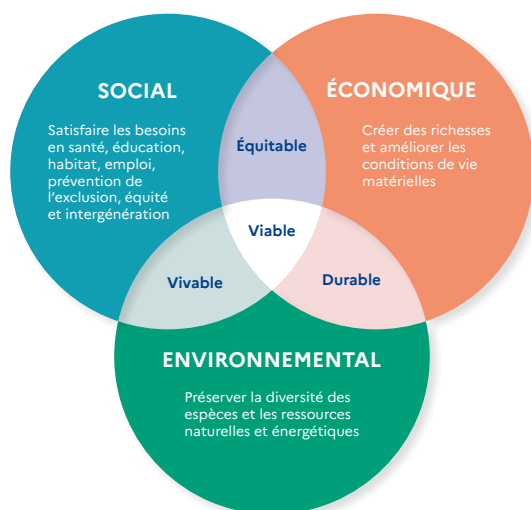 SOCIAL
Satisfaire les besoins
en santé, éducation,
habitat, emploi,
prévention de
l'exclusion, équité
et intergénération
ÉCONOMIQUE
Créer des richesses
et améliorer les
conditions de vie
matérielles
Équitable
Viable
Vivable
Durable
ENVIRONNEMENTAL
Préserver la diversité des
espèces et les ressources
naturelles et énergétiques